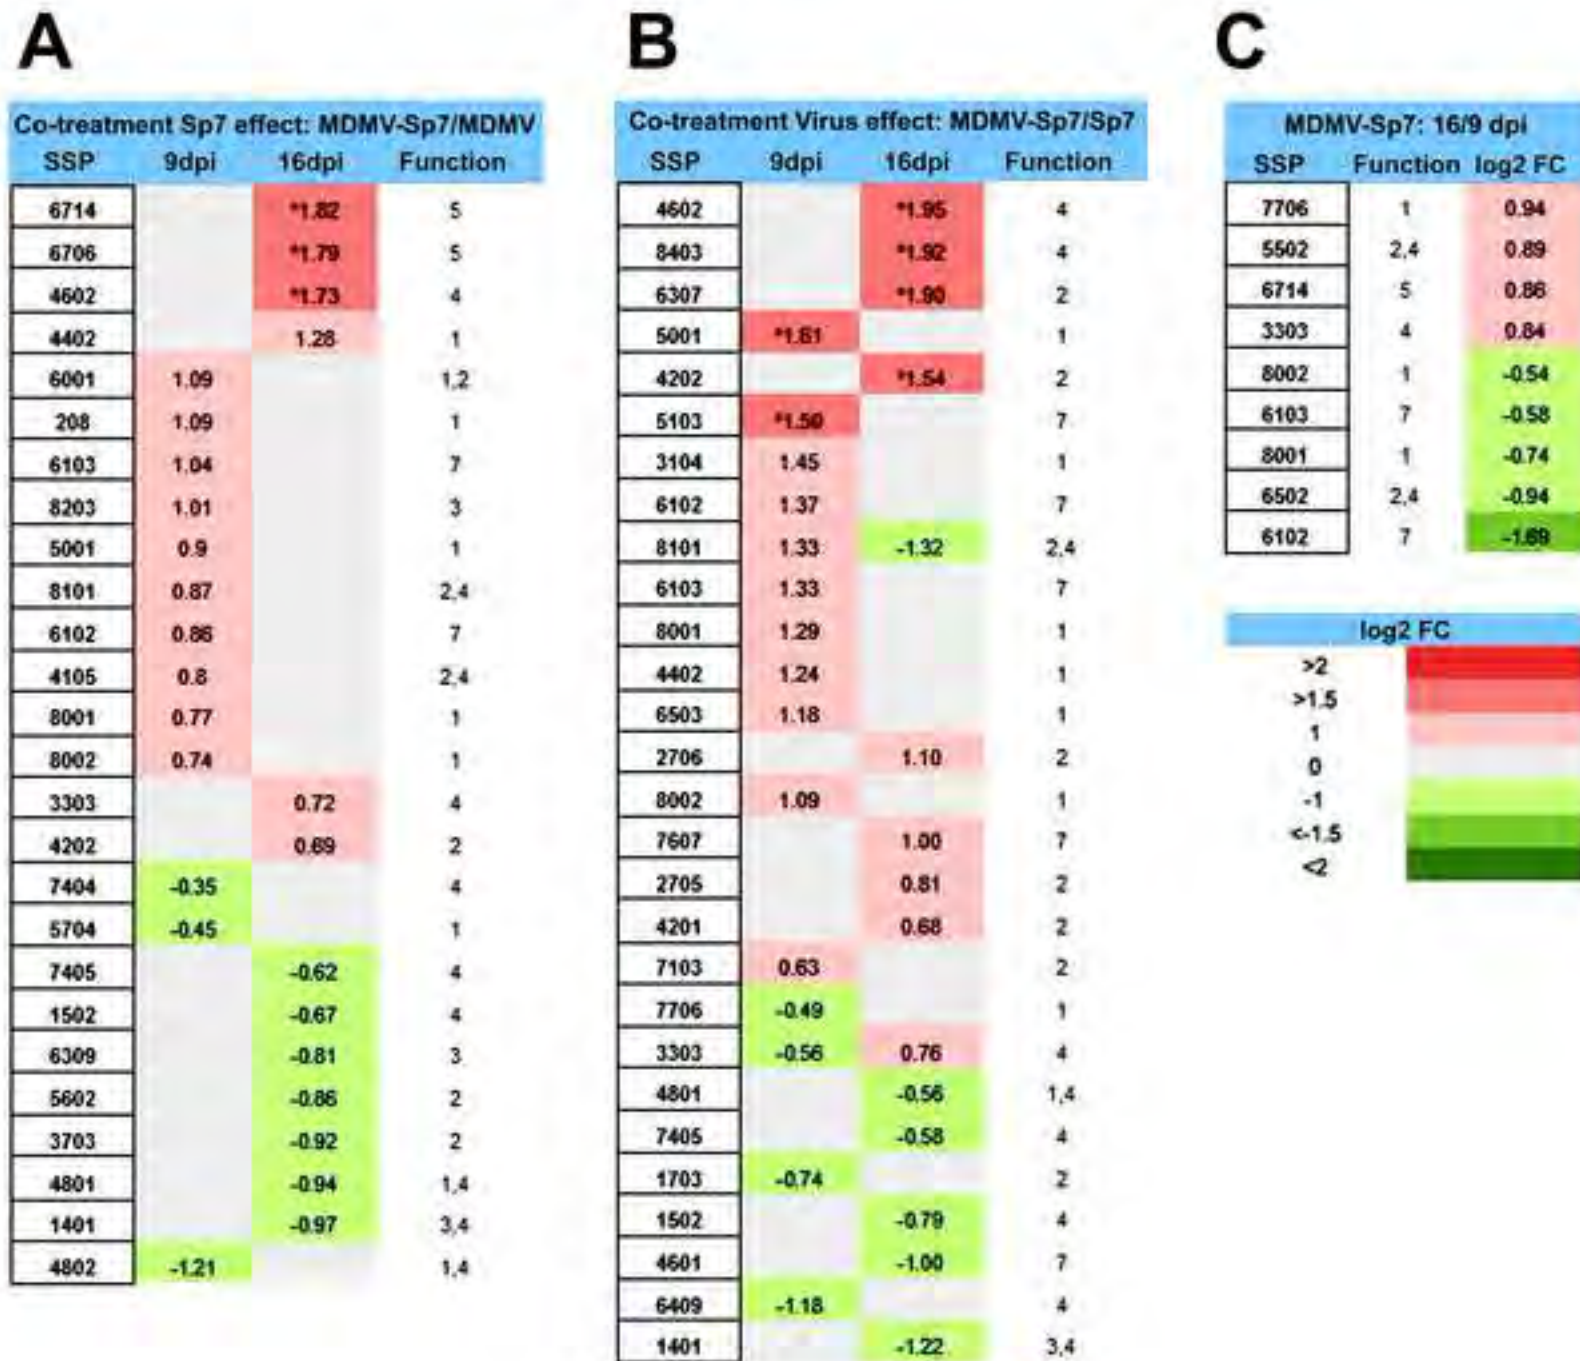 A
Co-treatment Sp7 effect: MDMV-Sp7/MDMV
SSP 9dpi 16dpi Function
6714 *1.82 5
6706 *1.79 5
4602 *1.73 4
4402 1.28 1
6001 1.09 1,2
208 1.09 1
6103 1.04 7
8203 1.01 3
5001 0.9 1
8101 0.87 2,4
6102 0.86 7
4105 0.8 2,4
8001 0.77 1
8002 0.74 1
3303 0.72 4
4202 0.69 2
7404 -0.35 4
5704 -0.45 1
7405 -0.62 4
1502 -0.67 4
6309 -0.81 3
5602 -0.86 2
3703 -0.92 2
4801 -0.94 1,4
1401 -0.97 3,4
4802 -1.21 1,4
B
Co-treatment Virus effect: MDMV-Sp7/Sp7
SSP 9dpi 16dpi Function
4602 *1.95 4
8403 *1.92 4
6307 *1.90 2
5001 *1.61 1
4202 *1.54 2
5103 *1.50 7
3104 1.45 1
6102 1.37 7
8101 1.33 -1.32 2,4
6103 1.33 7
8001 1.29 1
4402 1.24 1
6503 1.18 1
2706 1.10 2
8002 1.09 1
7607 1.00 7
2705 0.81 2
4201 0.68 2
7103 0.63 2
7706 -0.49 1
3303 -0.56 0.76 4
4801 -0.56 1,4
7405 -0.58 4
1703 -0.74 2
1502 -0.79 4
4601 -1.00 7
6409 -1.18 4
1401 -1.22 3,4
C
MDMV-Sp7: 16/9 dpi
SSP Function log2 FC
7706 1 0.94
5502 2,4 0.89
6714 5 0.86
3303 4 0.84
8002 1 -0.54
6103 7 -0.58
8001 1 -0.74
6502 2,4 -0.94
6102 7 -1.69
log2 FC
>2
>1.5
1
0
-1
<-1.5
<2